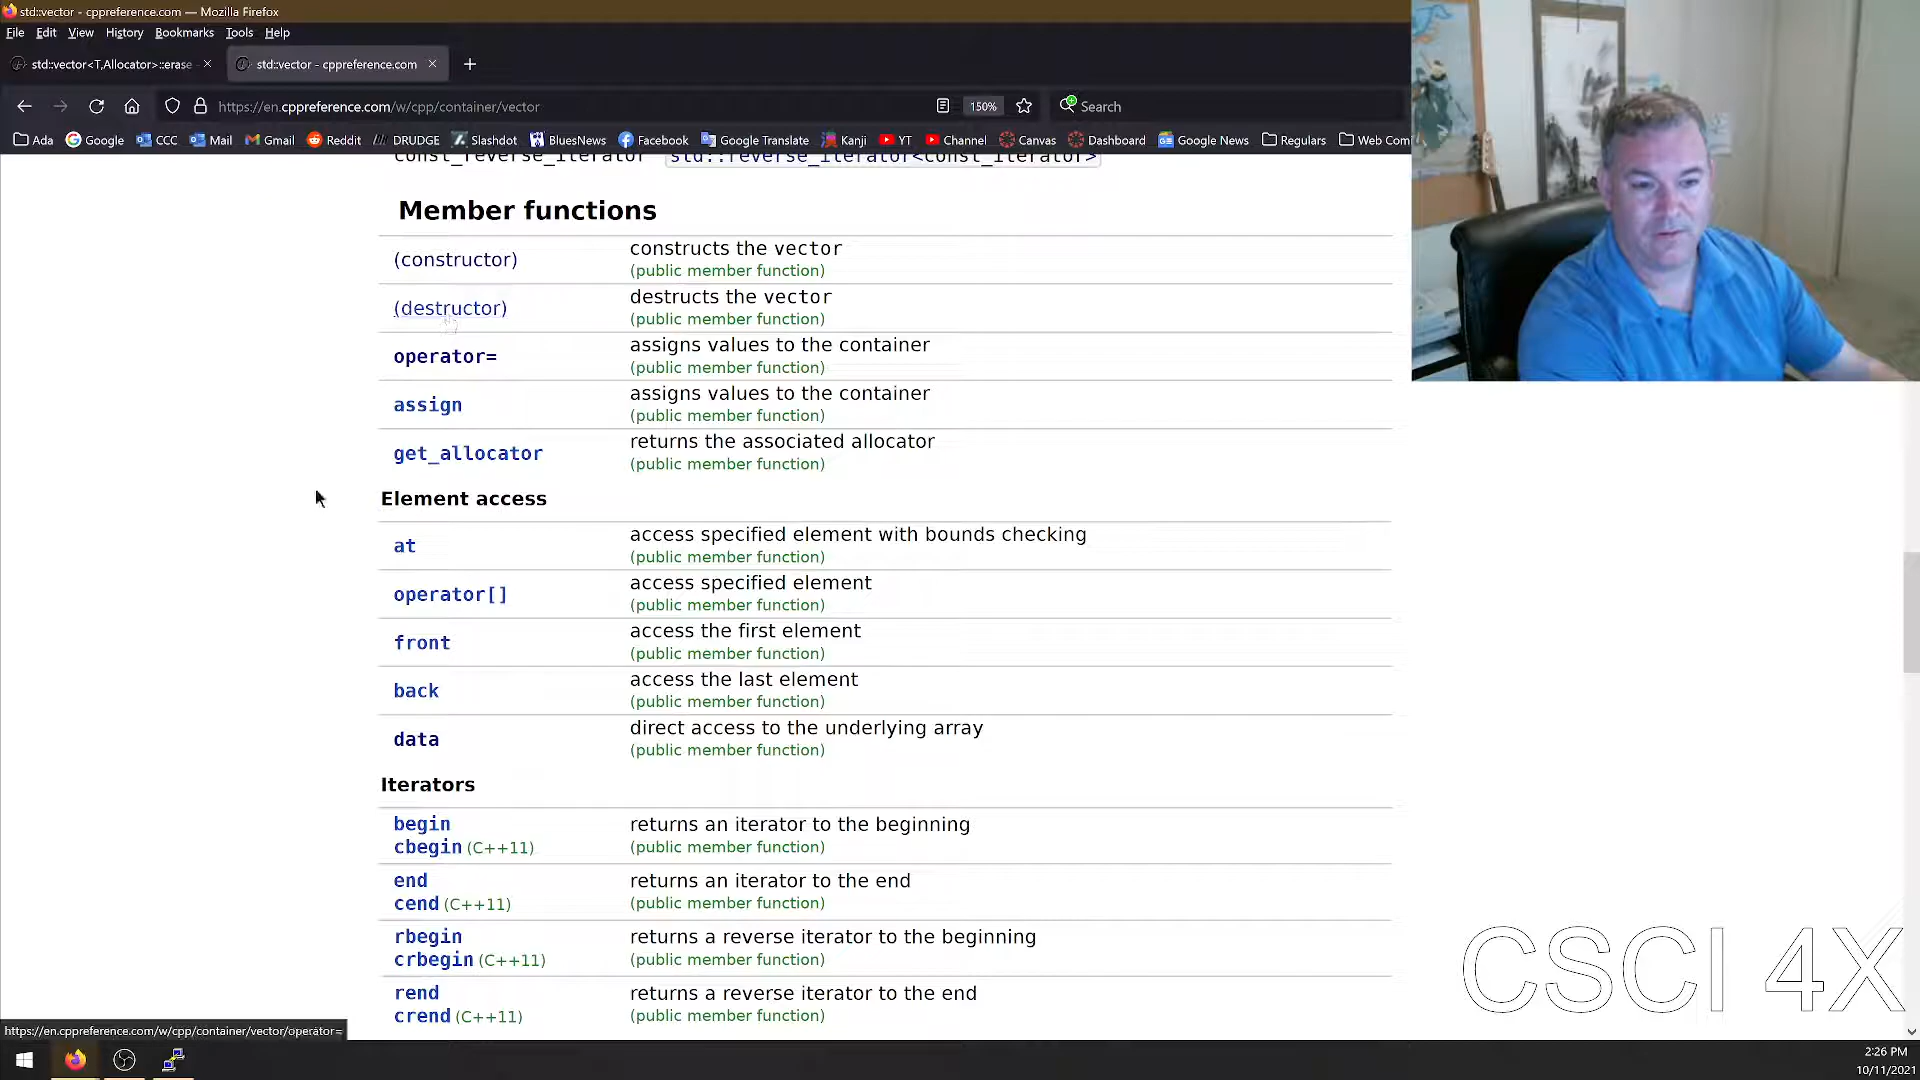 std::vector - cppreference.com — Mozilla Firefox
File Edit View History Bookmarks Tools Help
std::vector<T,Allocator>::erase
std::vector - cppreference.com
https://en.cppreference.com/w/cpp/container/vector
150%
Search
Ada Google CCC Mail Gmail Reddit DRUDGE Slashdot BluesNews Facebook Google Translate Kanji YT Channel Canvas Dashboard Google News Regulars Web Com
const_reverse_iterator std::reverse_iterator<const_iterator>
Member functions
(constructor) constructs the vector
(public member function)
(destructor) destructs the vector
(public member function)
operator= assigns values to the container
(public member function)
assign assigns values to the container
(public member function)
get_allocator returns the associated allocator
(public member function)
Element access
at access specified element with bounds checking
(public member function)
operator[] access specified element
(public member function)
front access the first element
(public member function)
back access the last element
(public member function)
data direct access to the underlying array
(public member function)
Iterators
begin returns an iterator to the beginning
cbegin (C++11) (public member function)
end returns an iterator to the end
cend (C++11) (public member function)
rbegin returns a reverse iterator to the beginning
crbegin (C++11) (public member function)
rend returns a reverse iterator to the end
crend (C++11) (public member function)
CSCI 4X
https://en.cppreference.com/w/cpp/container/vector/operator=
2:26 PM
10/11/2021